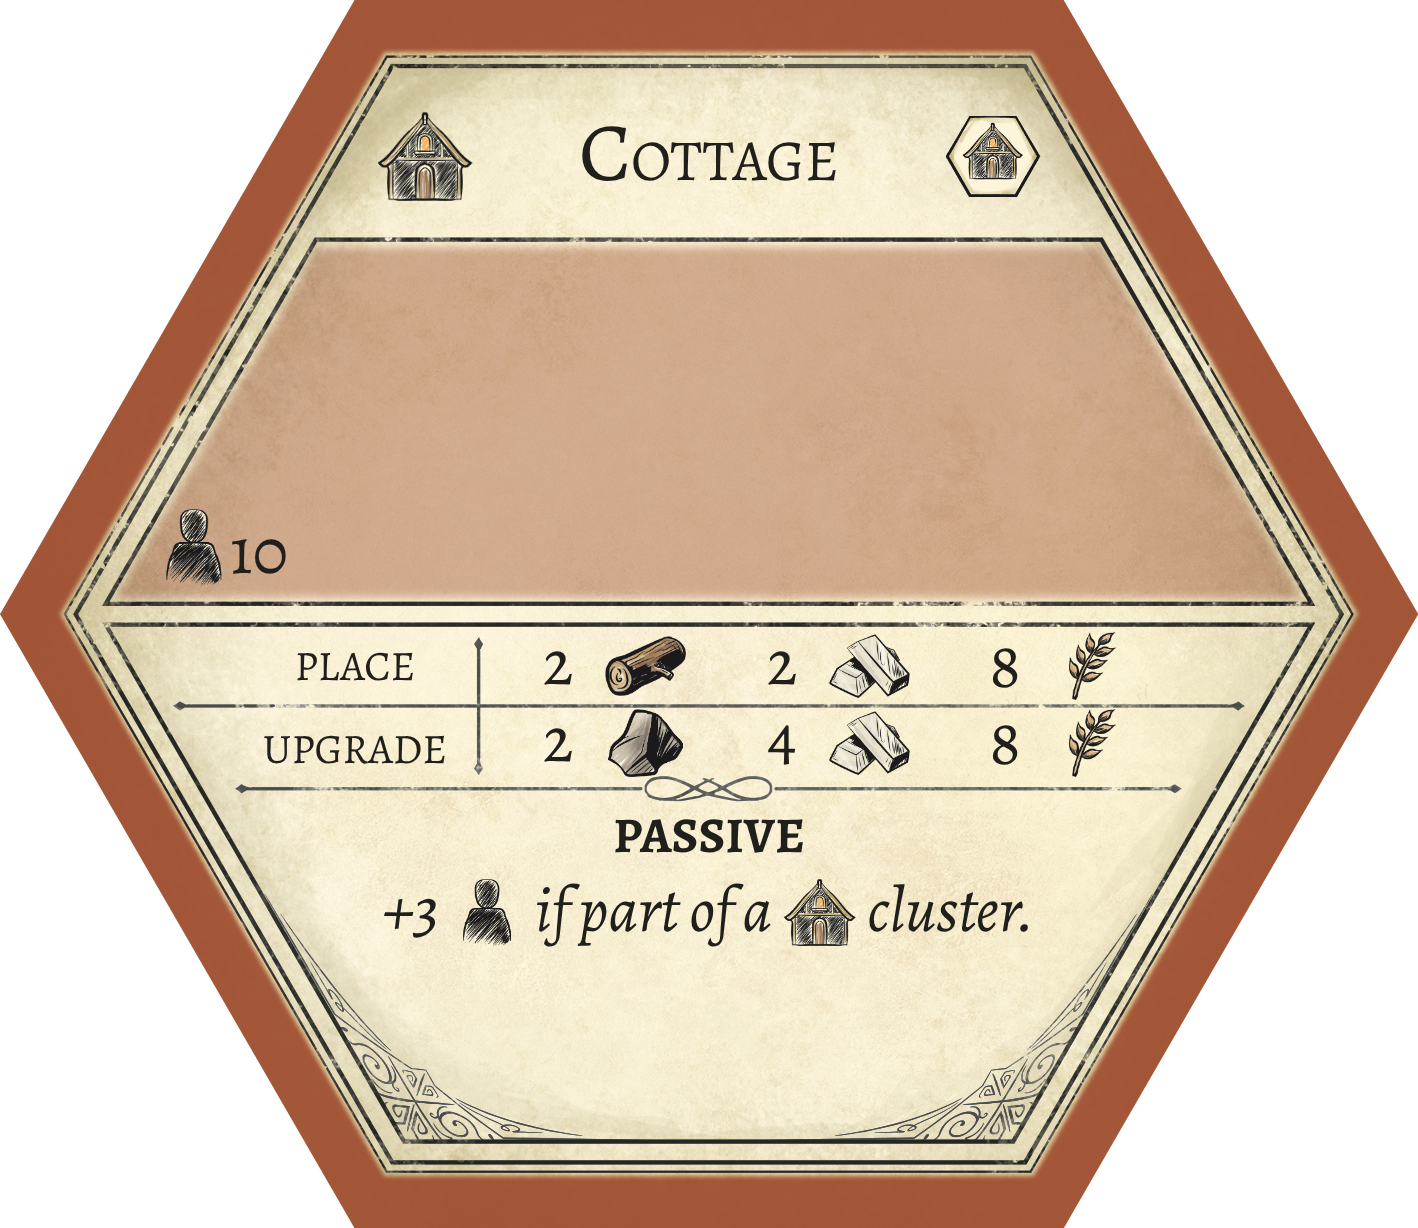 COTTAGE
10
PLACE 2 2 8
UPGRADE 2 4 8
PASSIVE
+3 if part of a cluster.